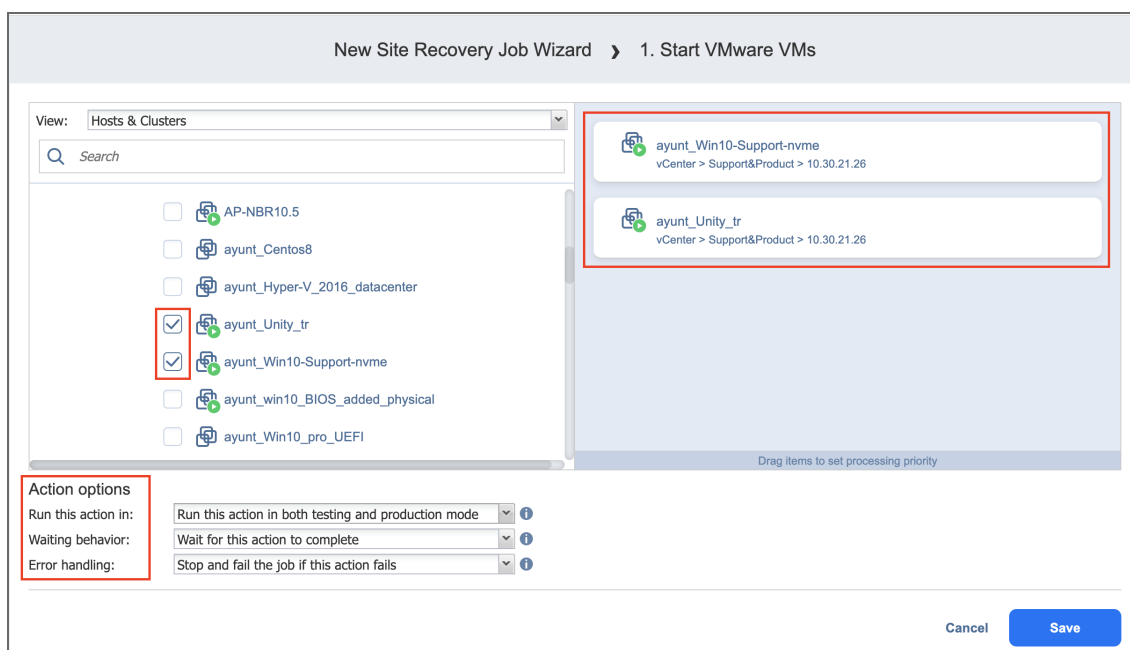 New Site Recovery Job Wizard ❯ 1. Start VMware VMs
View: Hosts & Clusters
Search
AP-NBR10.5
ayunt_Centos8
ayunt_Hyper-V_2016_datacenter
ayunt_Unity_tr
ayunt_Win10-Support-nvme
ayunt_win10_BIOS_added_physical
ayunt_Win10_pro_UEFI
ayunt_Win10-Support-nvme
vCenter > Support&Product > 10.30.21.26
ayunt_Unity_tr
vCenter > Support&Product > 10.30.21.26
Drag items to set processing priority
Action options
Run this action in: Run this action in both testing and production mode
Waiting behavior: Wait for this action to complete
Error handling: Stop and fail the job if this action fails
Cancel Save